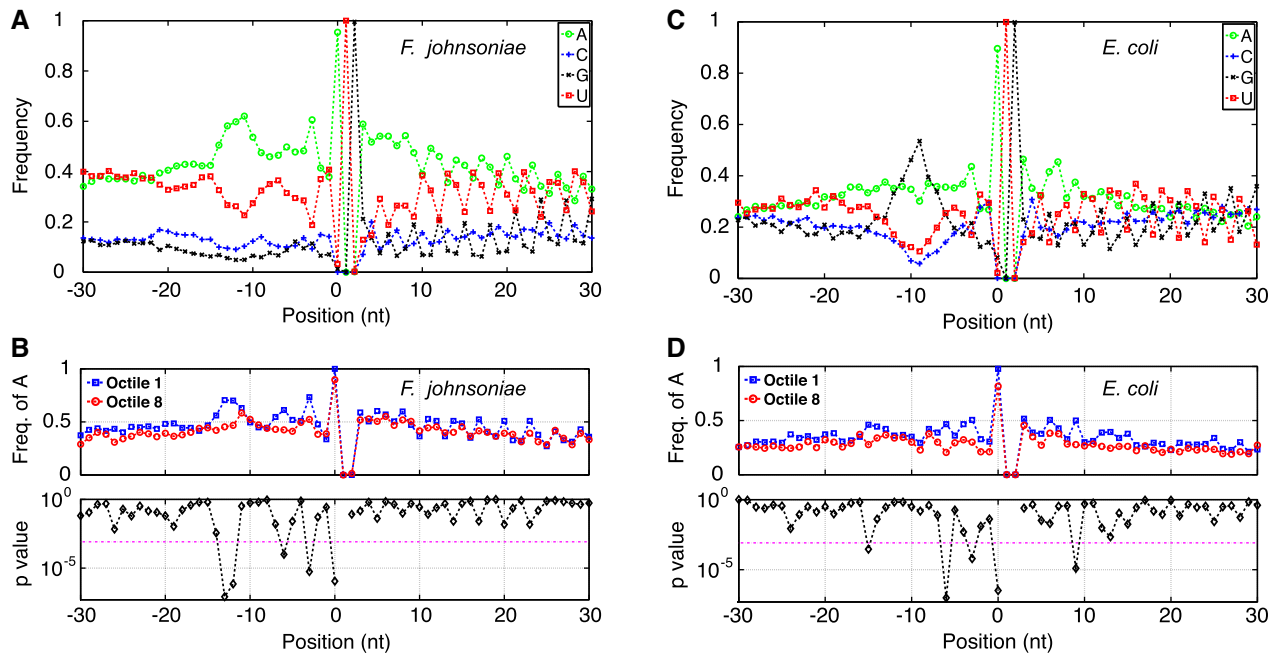 A
F. johnsoniae
A
C
G
U
Frequency
1
0.8
0.6
0.4
0.2
0
-30
-20
-10
0
10
20
30
Position (nt)
B
F. johnsoniae
Octile 1
Octile 8
Freq. of A
1
0.5
0
p value
10^0
10^-5
-30
-20
-10
0
10
20
30
Position (nt)
C
E. coli
A
C
G
U
Frequency
1
0.8
0.6
0.4
0.2
0
-30
-20
-10
0
10
20
30
Position (nt)
D
E. coli
Octile 1
Octile 8
Freq. of A
1
0.5
0
p value
10^0
10^-5
-30
-20
-10
0
10
20
30
Position (nt)